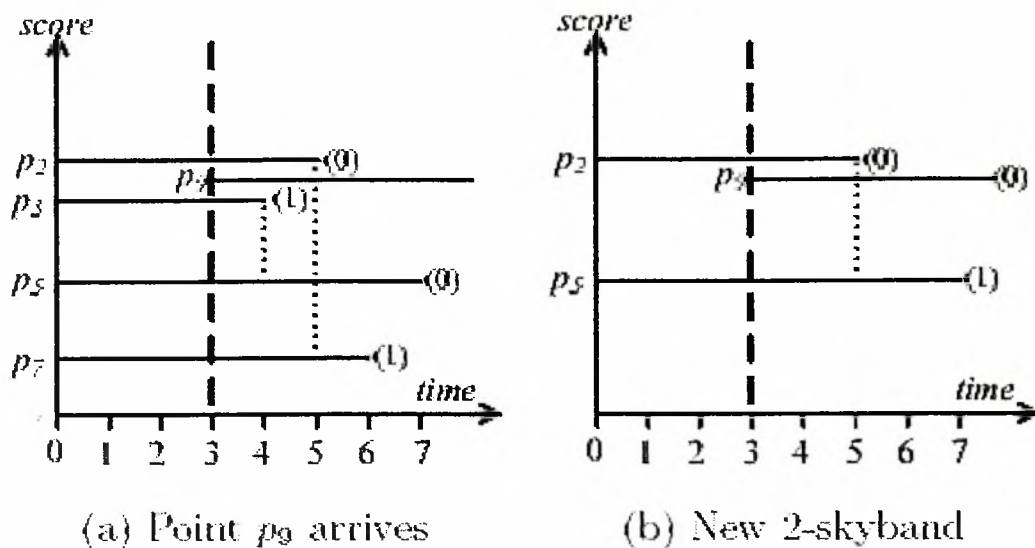 score
p2
(0)
p9
p3
(1)
p5
(0)
p7
(1)
time
0 1 2 3 4 5 6 7
(a) Point p9 arrives
score
p2
(0)
p9
(0)
p5
(1)
time
0 1 2 3 4 5 6 7
(b) New 2-skyband